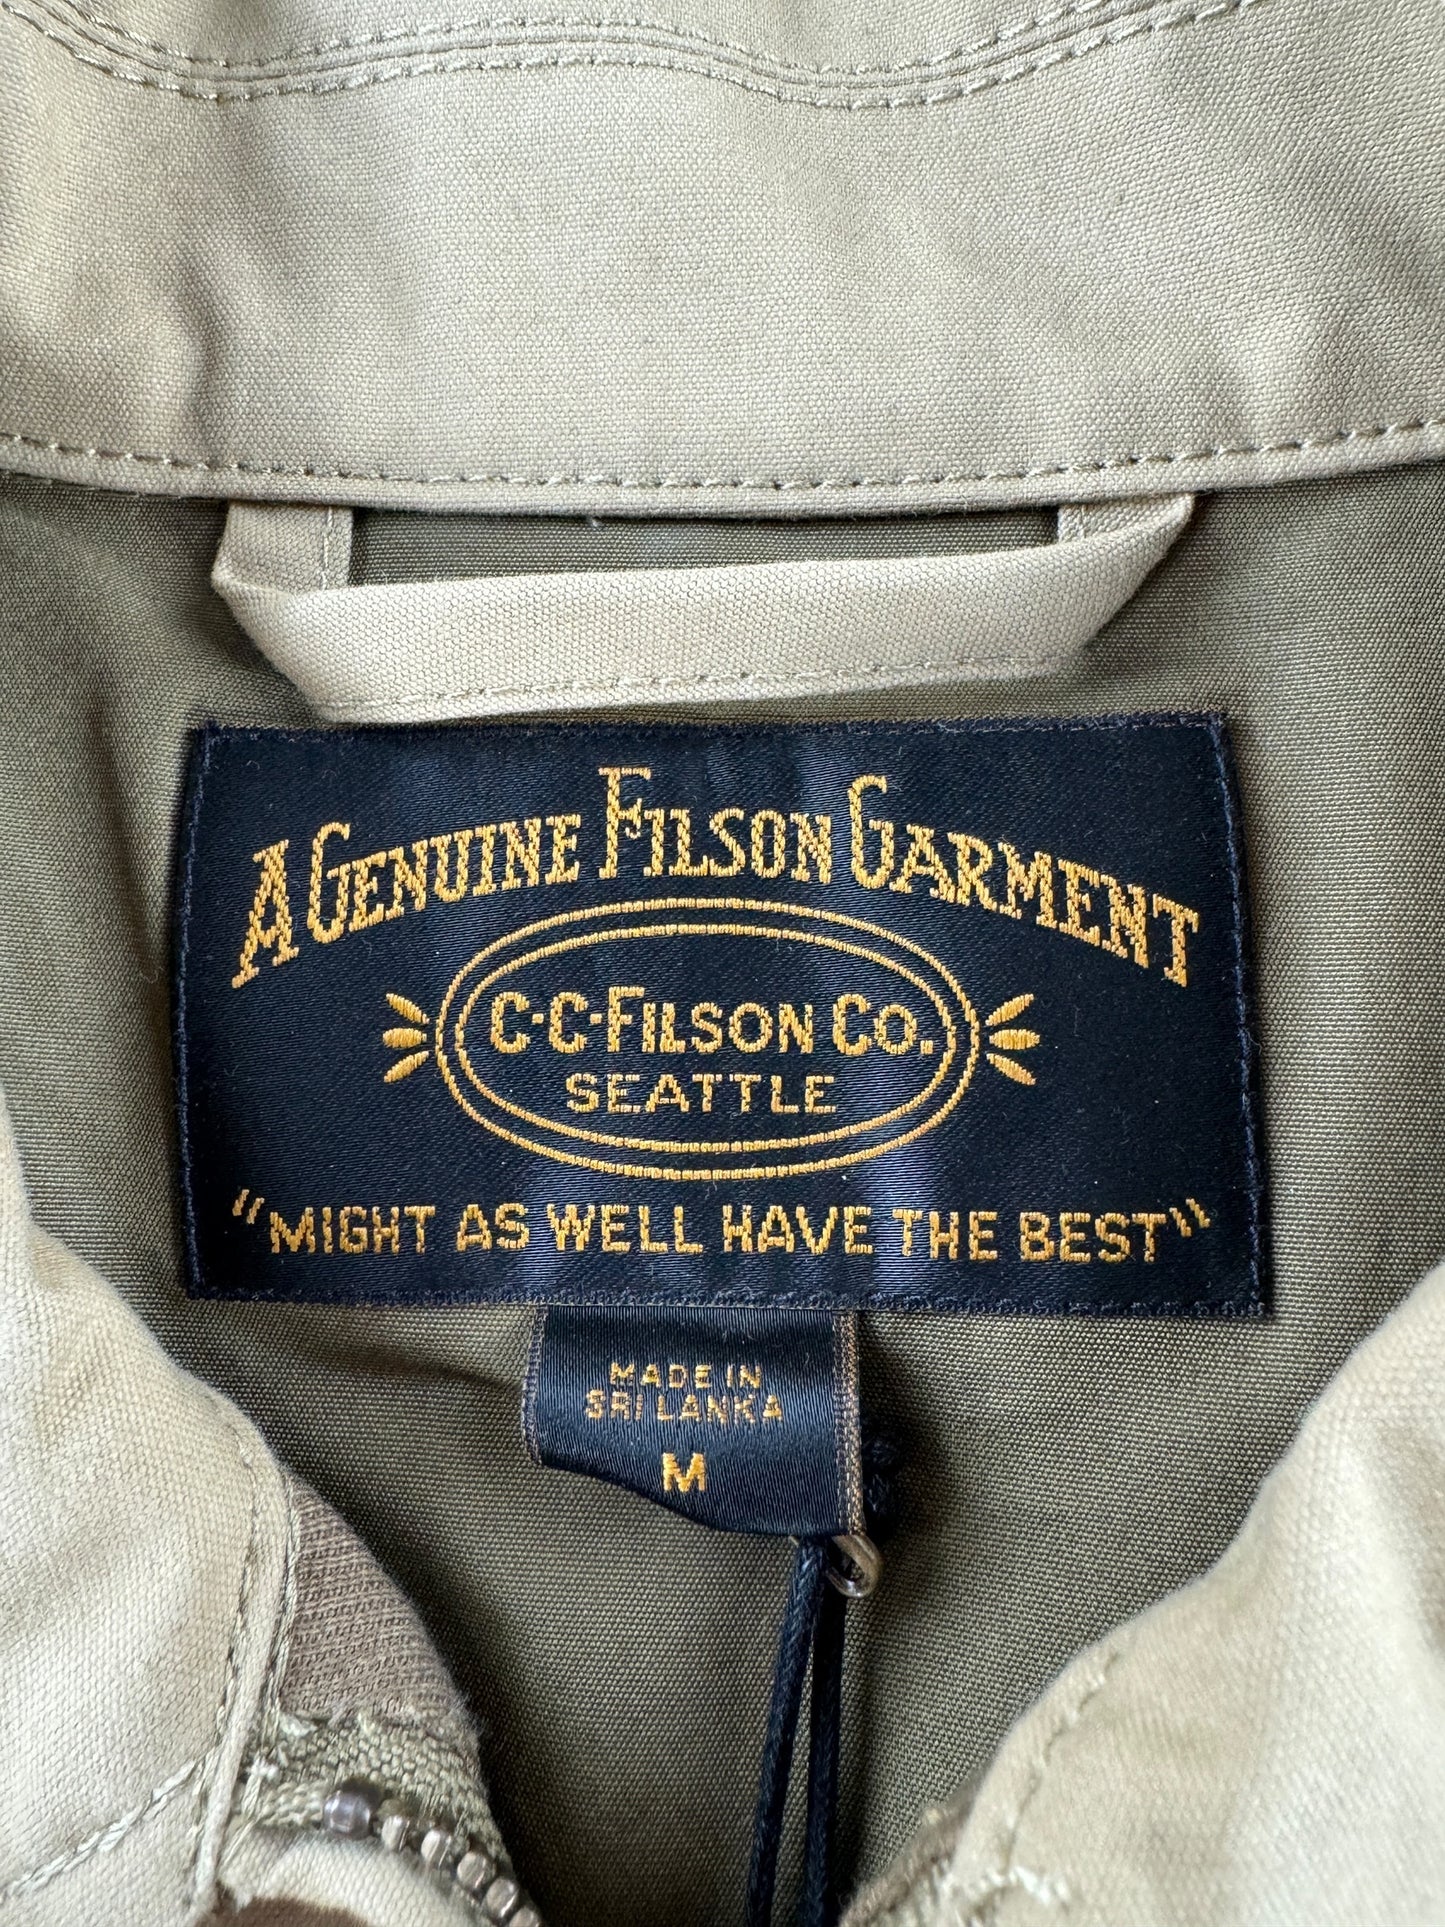 A GENUINE FILSON GARMENT
C·C·FILSON CO.
SEATTLE
"MIGHT AS WELL HAVE THE BEST"
MADE IN
SRI LANKA
M